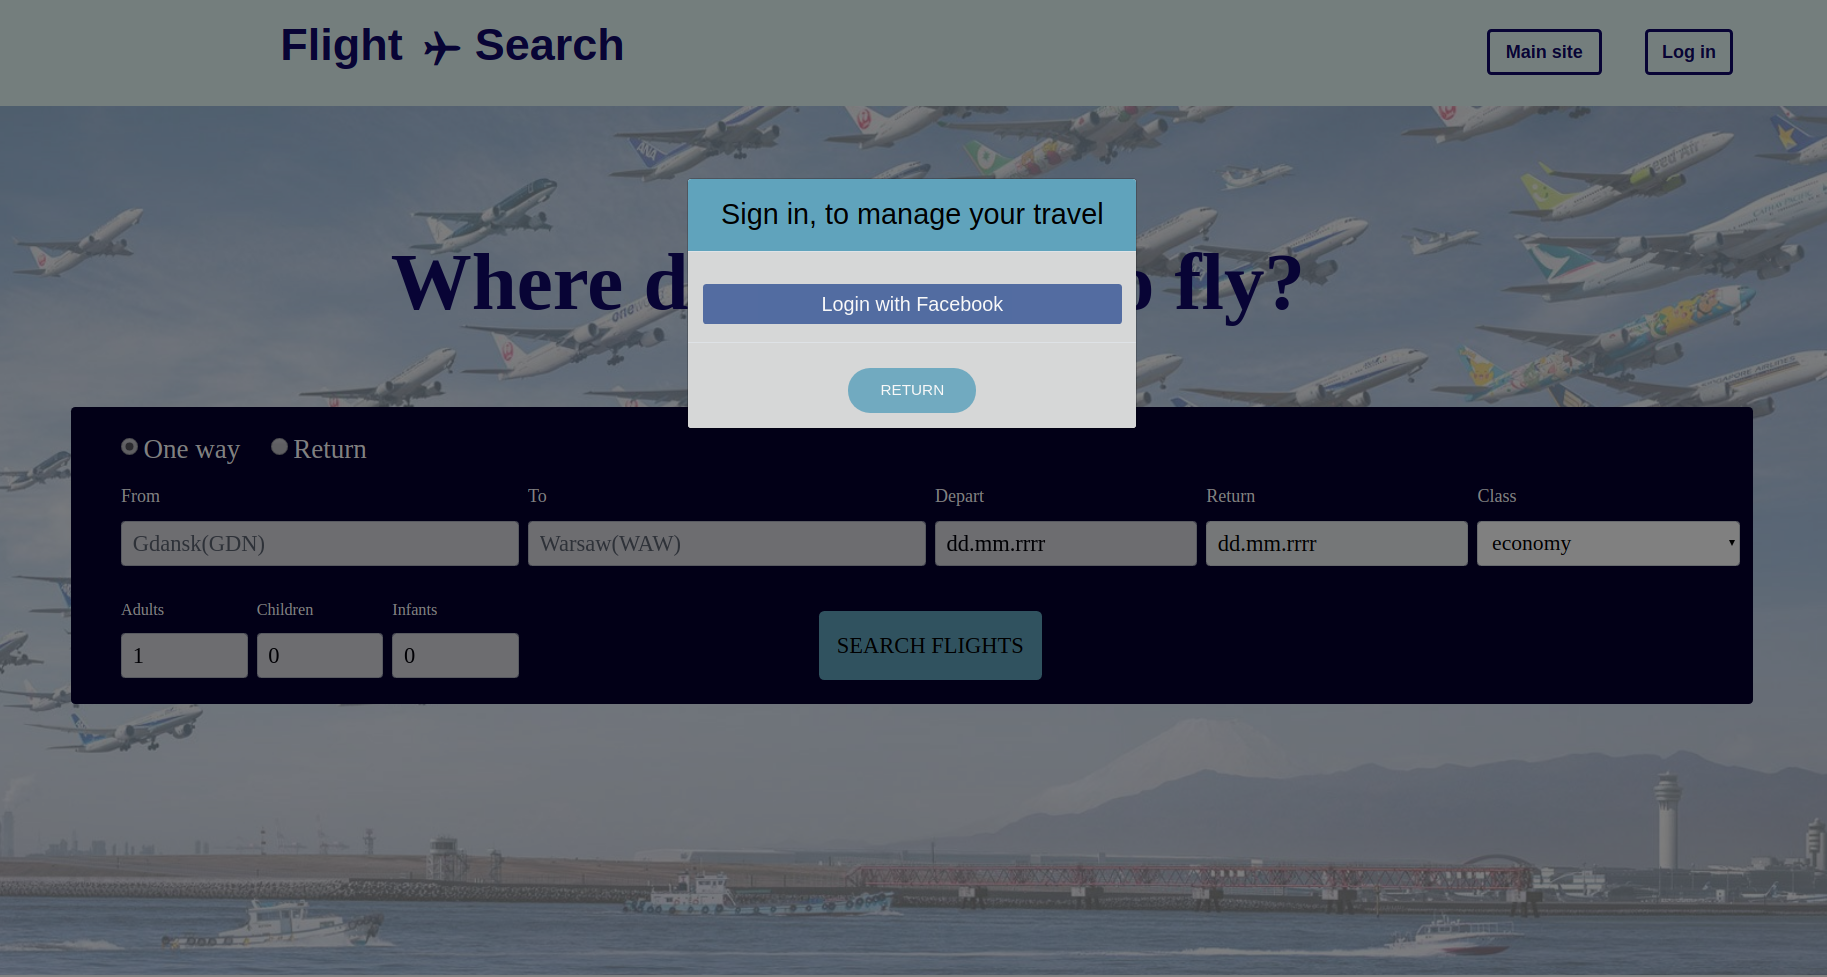 Flight Search
Main site
Log in
Sign in, to manage your travel
Where d
fly?
Login with Facebook
RETURN
One way
Return
From
To
Depart
Return
Class
Gdansk(GDN)
Warsaw(WAW)
dd.mm.rrrr
dd.mm.rrrr
economy
Adults
Children
Infants
1
0
0
SEARCH FLIGHTS
ANA